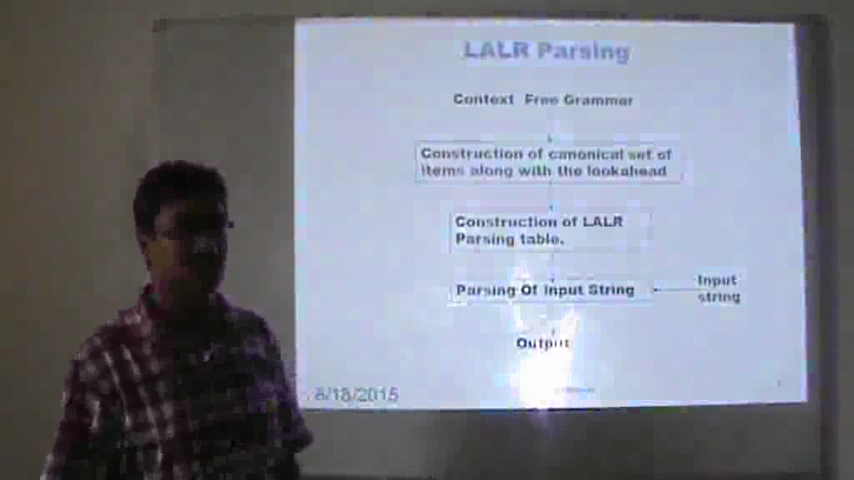 LALR Parsing
Context Free Grammar
Construction of canonical set of
items along with the lookahead
Construction of LALR
Parsing table.
Parsing Of Input String
Input
string
Output
8/18/2015